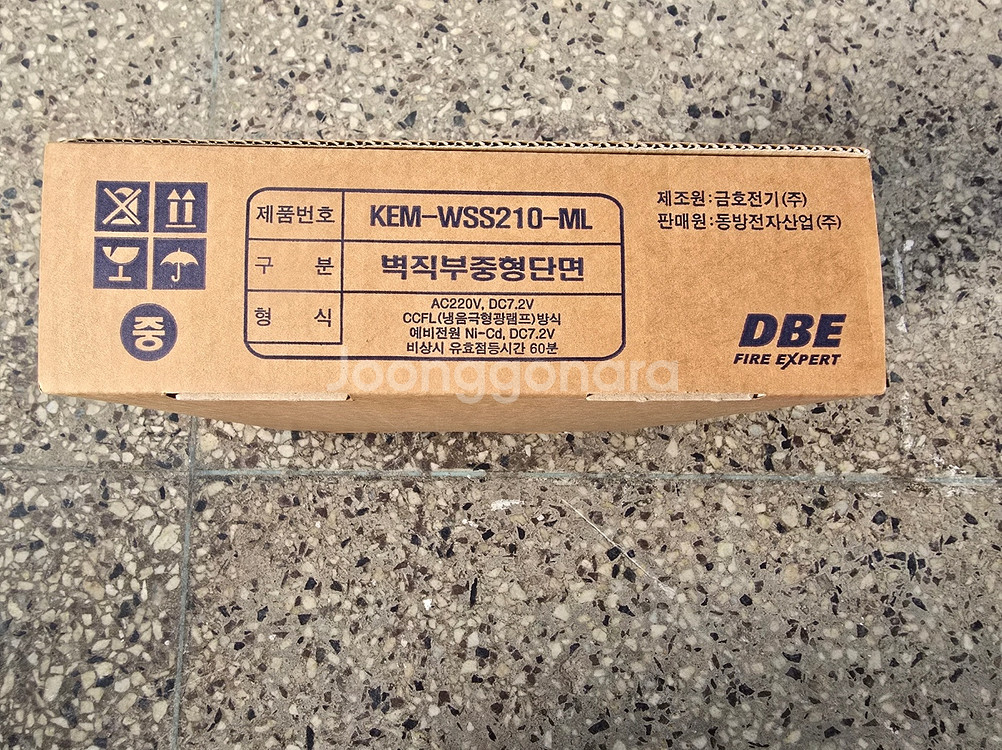 제품번호 KEM-WSS210-ML
구 분 벽직부중형단면
형 식 AC220V, DC7.2V
CCFL(냉음극형광램프)방식
예비전원 Ni-Cd, DC7.2V
비상시 유효점등시간 60분
제조원:금호전기(주)
판매원:동방전자산업(주)
중
DBE
FIRE EXPERT
Joonggonara